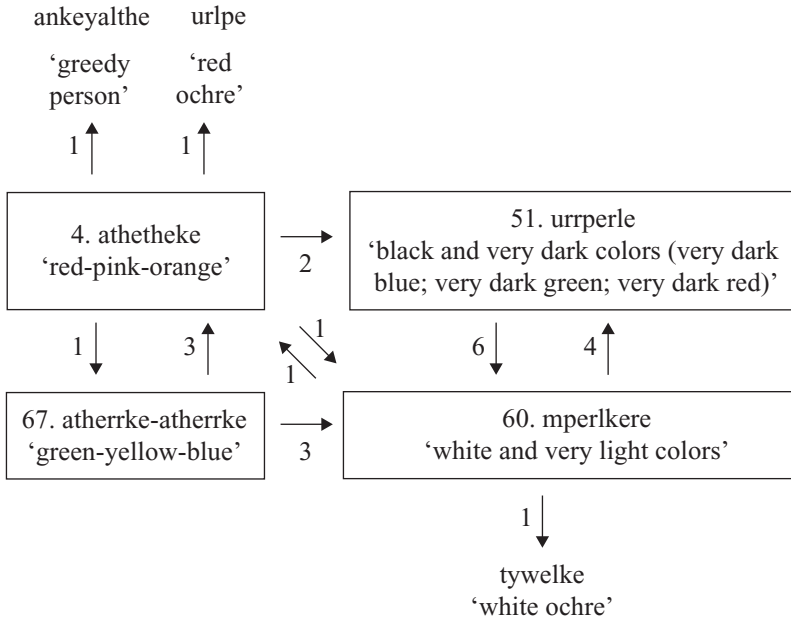 ankeyalthe urlpe
‘greedy ‘red
person’ ochre’
1 1
4. athetheke
‘red-pink-orange’
2
51. urrperle
‘black and very dark colors (very dark
blue; very dark green; very dark red)’
1 3 1 1 6 4
67. atherrke-atherrke
‘green-yellow-blue’
3
60. mperlkere
‘white and very light colors’
1
tywelke
‘white ochre’